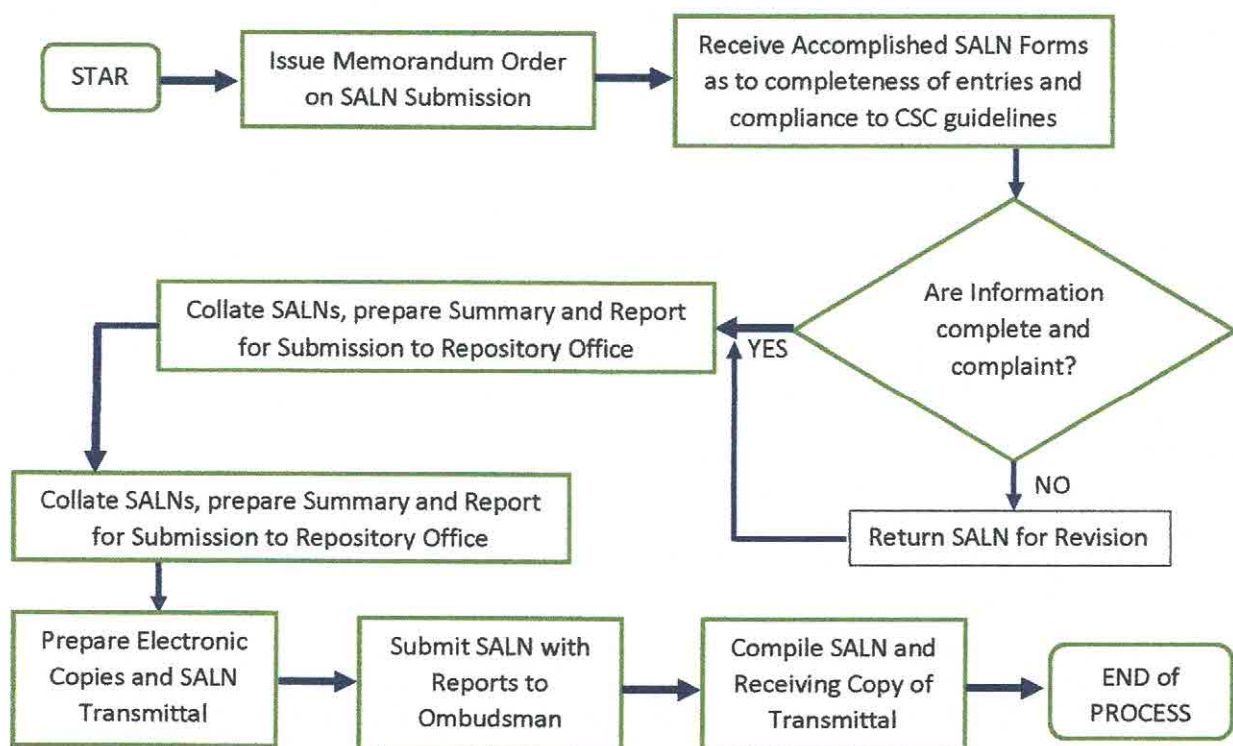 STAR
Issue Memorandum Order
on SALN Submission
Receive Accomplished SALN Forms
as to completeness of entries and
compliance to CSC guidelines
Are Information
complete and
complaint?
YES
Collate SALNs, prepare Summary and Report
for Submission to Repository Office
NO
Return SALN for Revision
Collate SALNs, prepare Summary and Report
for Submission to Repository Office
Prepare Electronic
Copies and SALN
Transmittal
Submit SALN with
Reports to
Ombudsman
Compile SALN and
Receiving Copy of
Transmittal
END of
PROCESS